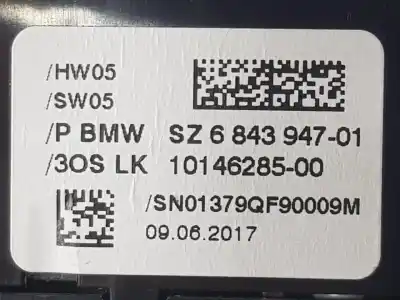 /HW05
/SW05
/P BMW SZ 6 843 947-01
/3OS LK 10146285-00
/SN01379QF90009M
09.06.2017